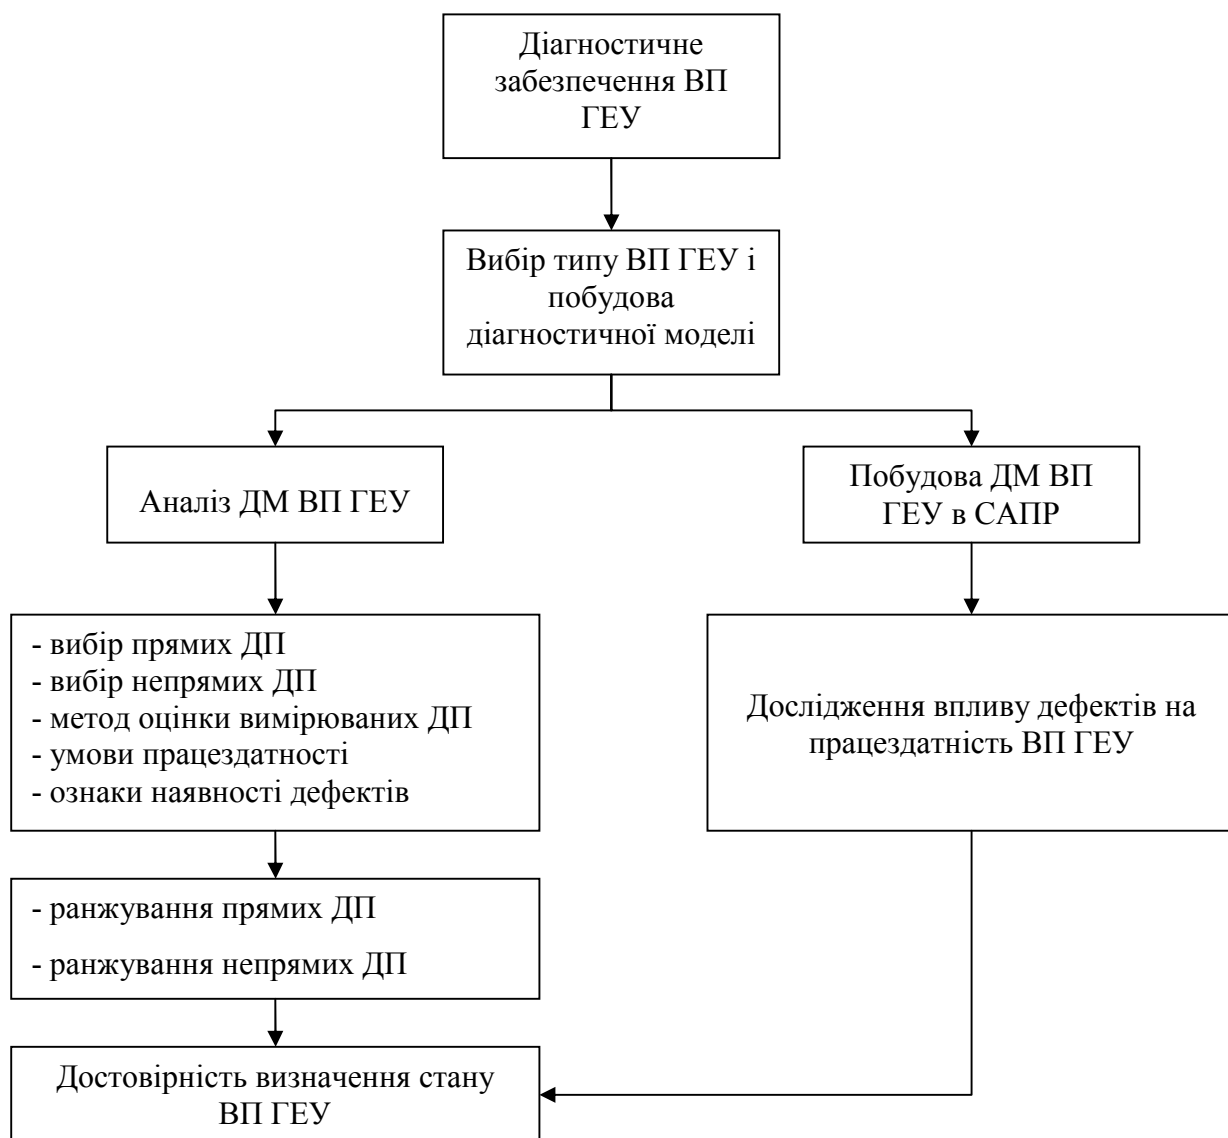 Діагностичне
забезпечення ВП
ГЕУ
Вибір типу ВП ГЕУ і
побудова
діагностичної моделі
Аналіз ДМ ВП ГЕУ
Побудова ДМ ВП
ГЕУ в САПР
- вибір прямих ДП
- вибір непрямих ДП
- метод оцінки вимірюваних ДП
- умови працездатності
- ознаки наявності дефектів
Дослідження впливу дефектів на
працездатність ВП ГЕУ
- ранжування прямих ДП
- ранжування непрямих ДП
Достовірність визначення стану
ВП ГЕУ